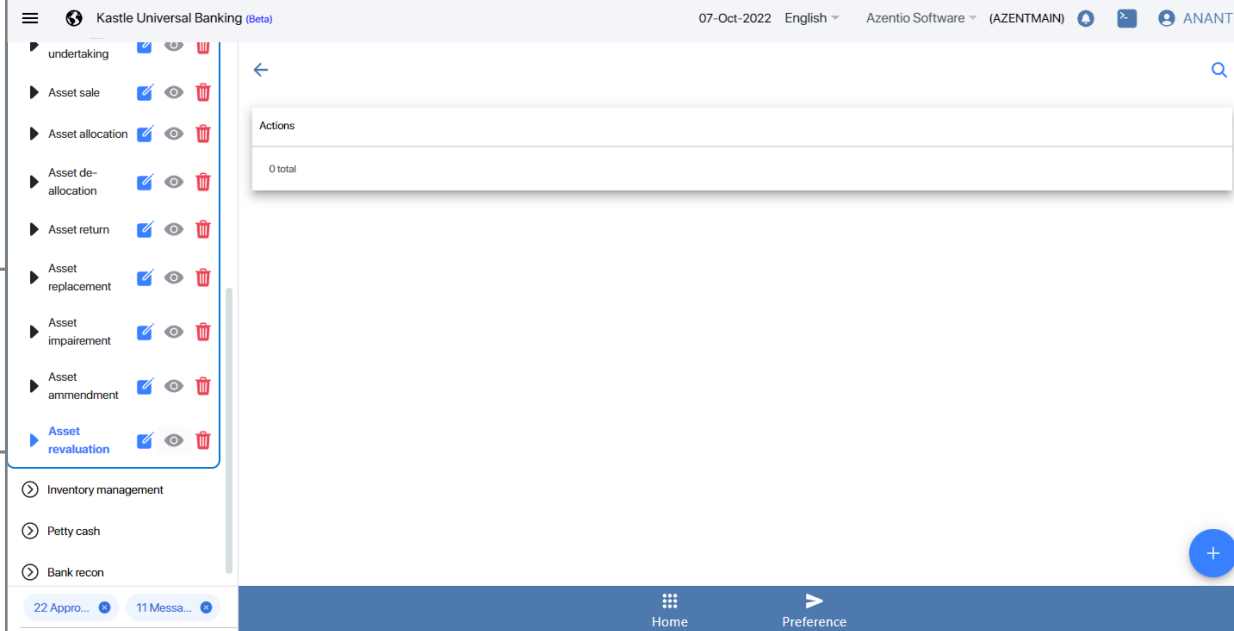 Kastle Universal Banking (Beta)
07-Oct-2022 English Azentio Software (AZENTMAIN) ANANT
undertaking
Asset sale
Asset allocation
Asset de-
allocation
Asset return
Asset
replacement
Asset
impairement
Asset
ammendment
Asset
revaluation
Inventory management
Petty cash
Bank recon
22 Appro...
11 Messa...
Actions
0 total
+
Home
Preference